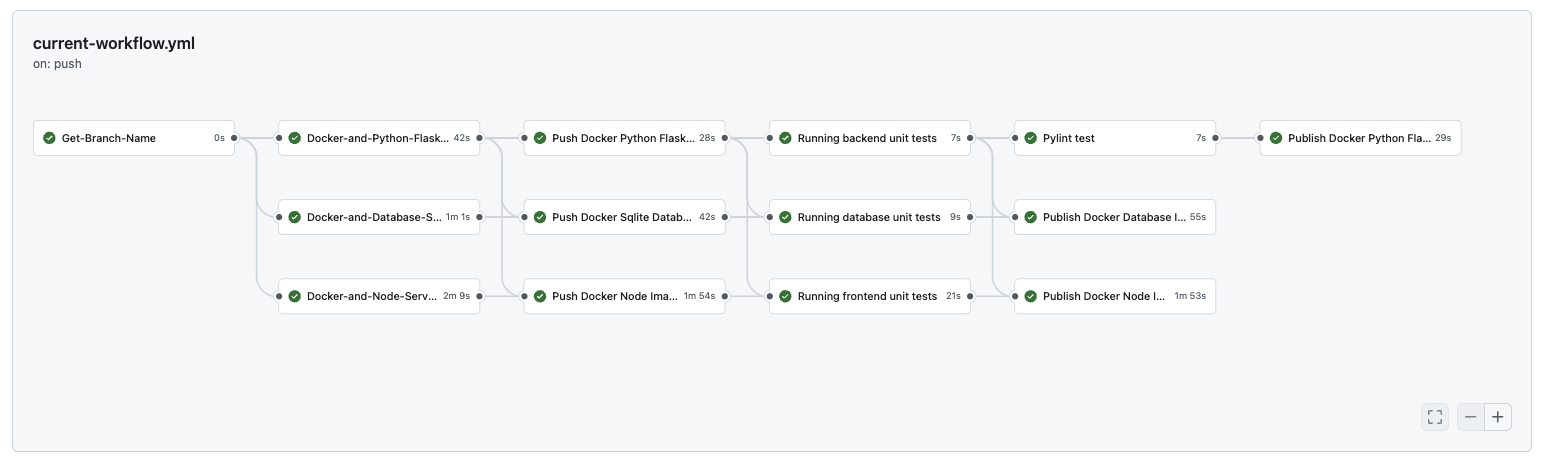 current-workflow.yml
on: push
Get-Branch-Name 0s
Docker-and-Python-Flask... 42s
Push Docker Python Flask... 28s
Running backend unit tests 7s
Pylint test 7s
Publish Docker Python Fla... 29s
Docker-and-Database-S... 1m 1s
Push Docker Sqlite Datab... 42s
Running database unit tests 9s
Publish Docker Database I... 55s
Docker-and-Node-Serv... 2m 9s
Push Docker Node Ima... 1m 54s
Running frontend unit tests 21s
Publish Docker Node I... 1m 53s